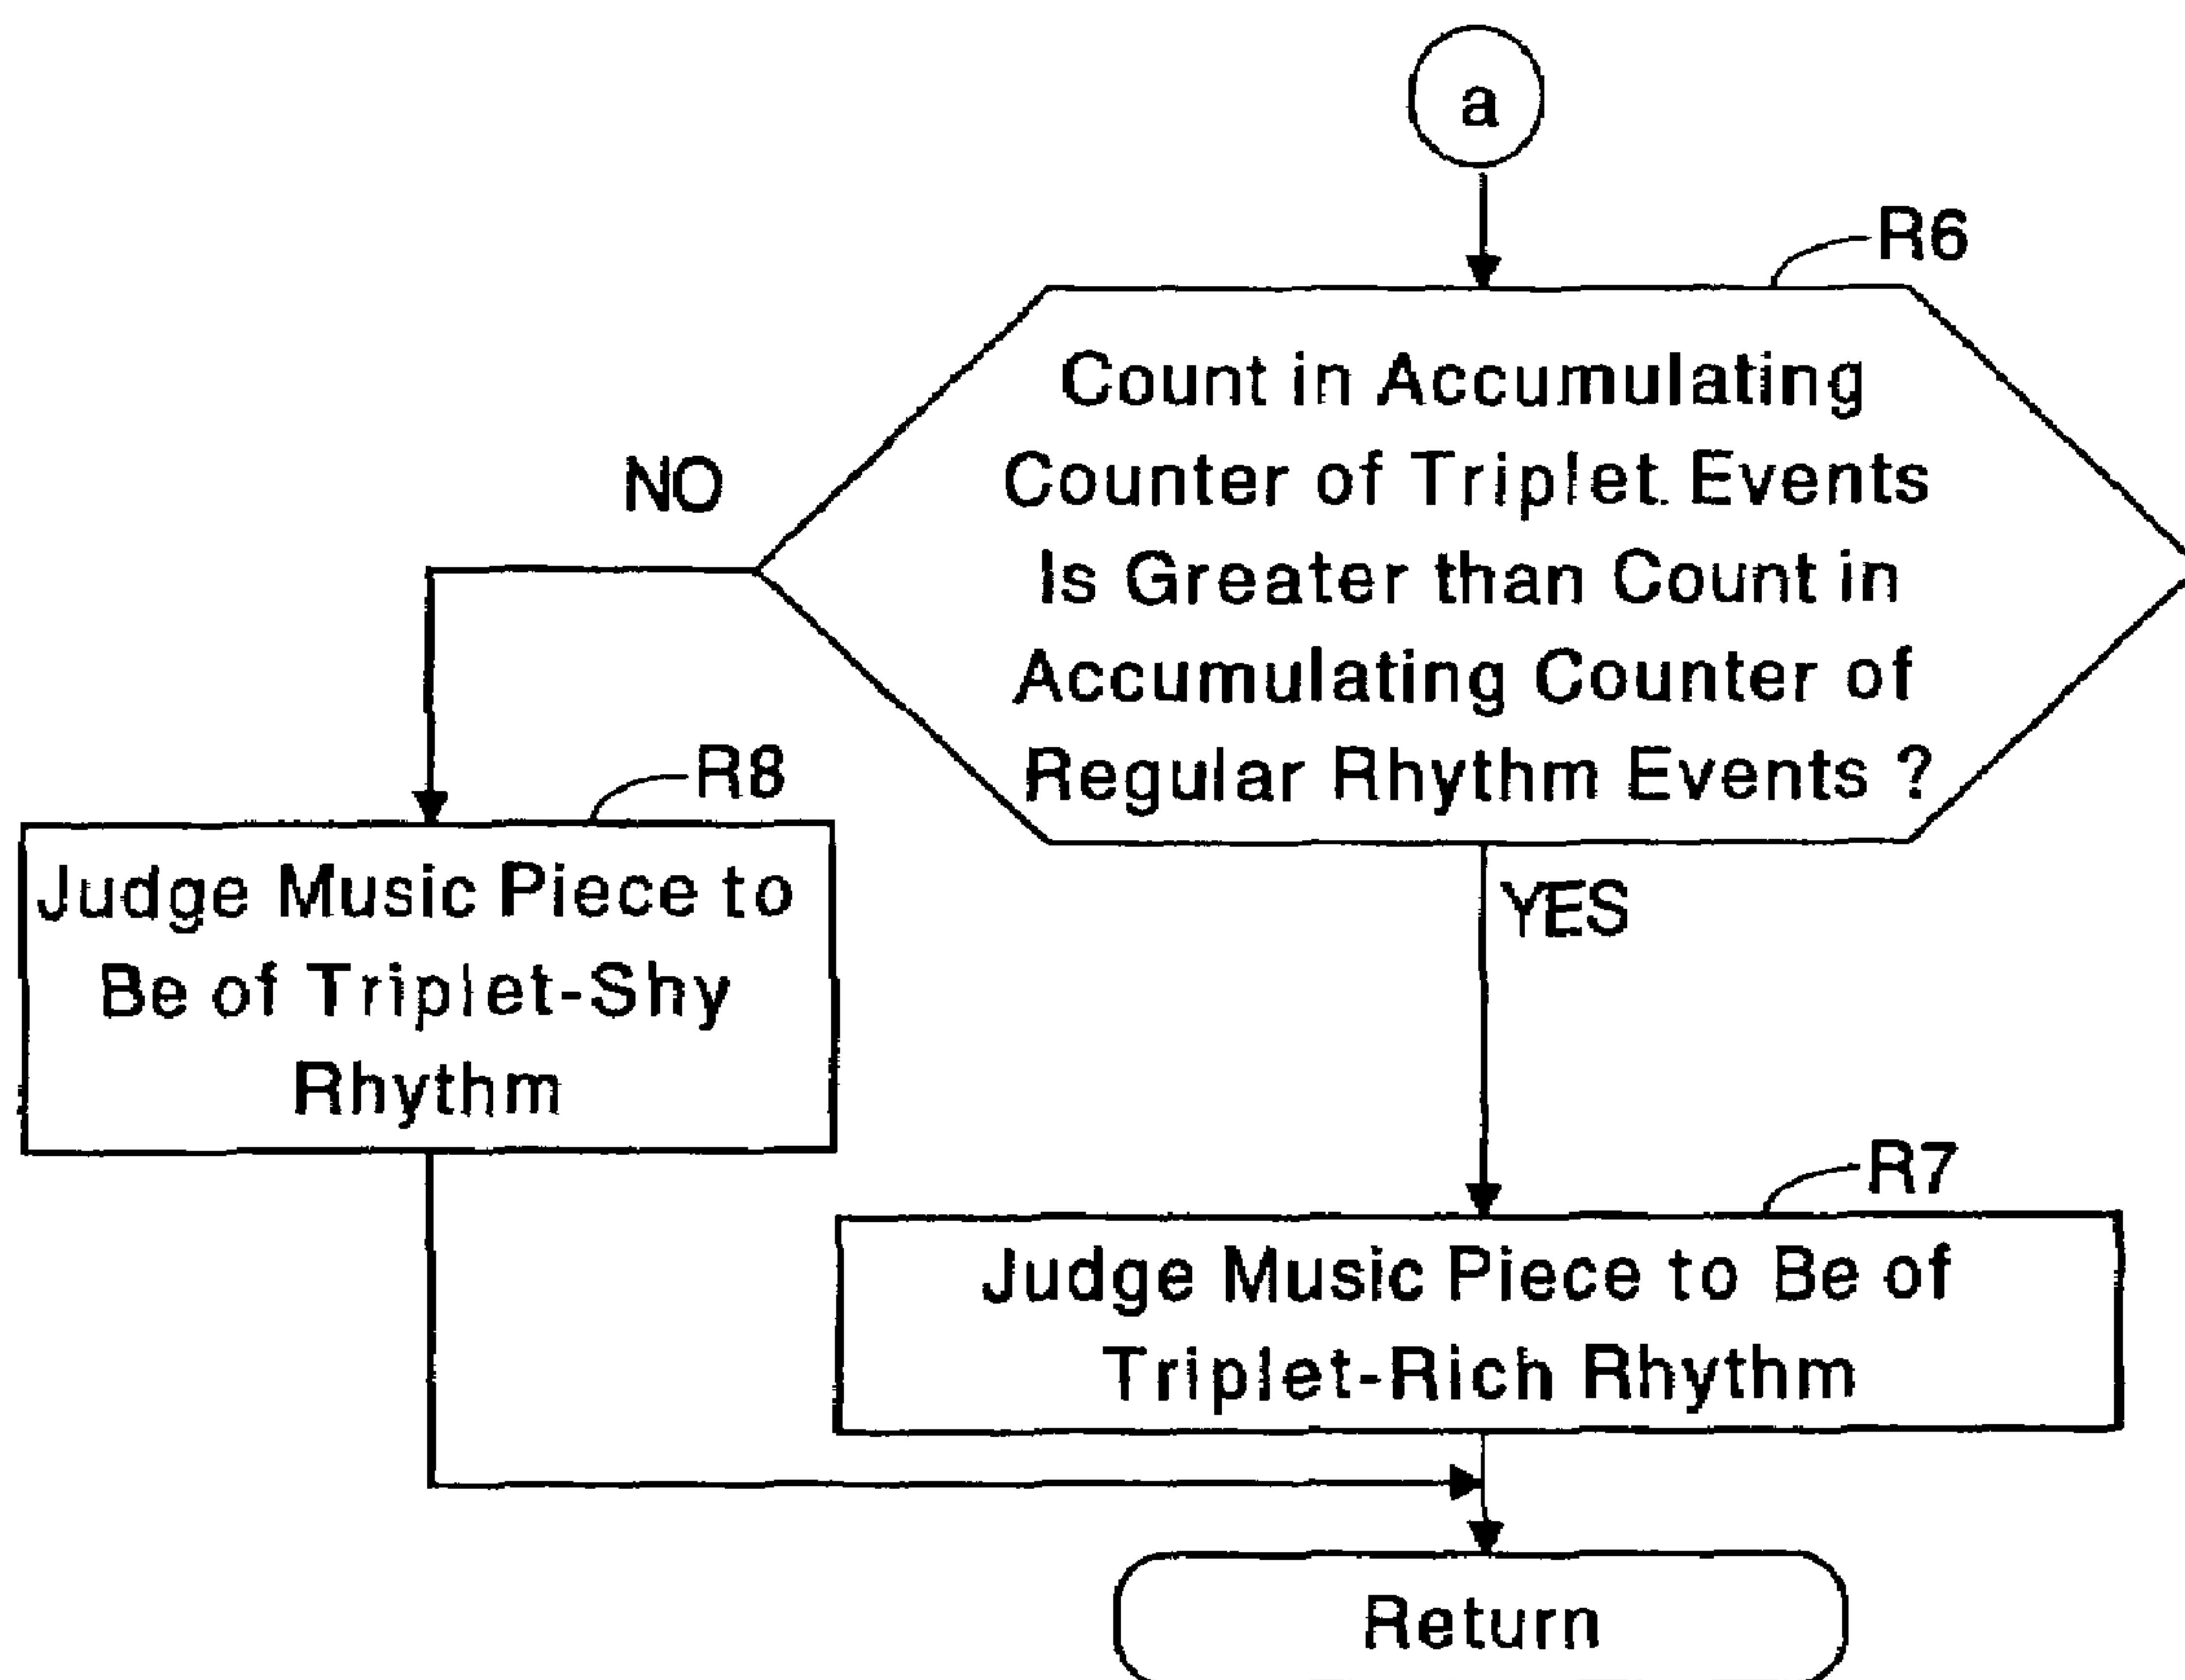 a
R6
Count in Accumulating
Counter of Triplet Events
Is Greater than Count in
Accumulating Counter of
Regular Rhythm Events ?
NO
R8
Judge Music Piece to
Be of Triplet-Shy
Rhythm
YES
R7
Judge Music Piece to Be of
Triplet-Rich Rhythm
Return